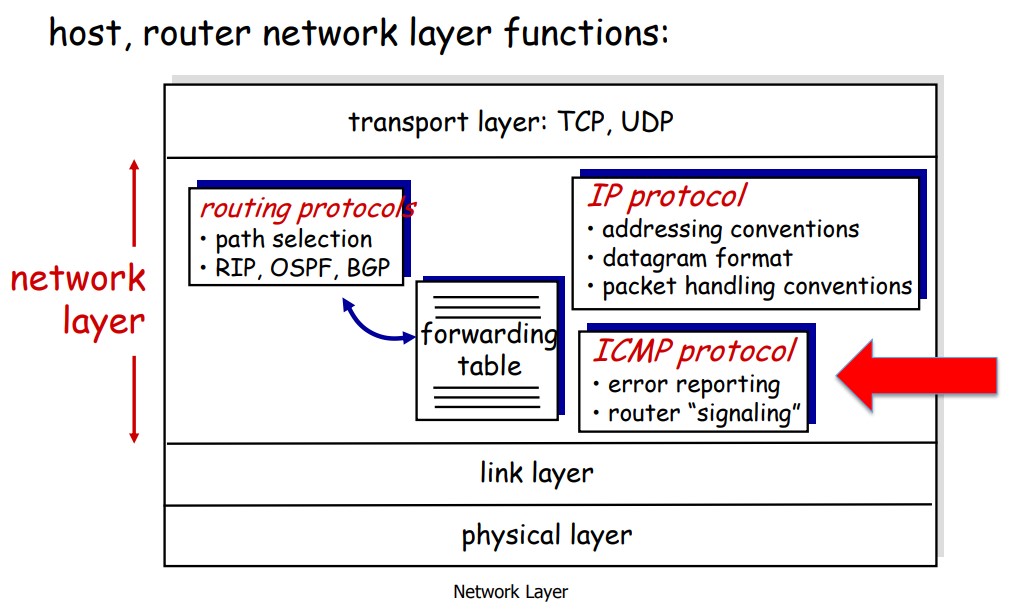 host, router network layer functions:
transport layer: TCP, UDP
network
layer
routing protocols
• path selection
• RIP, OSPF, BGP
forwarding
table
IP protocol
• addressing conventions
• datagram format
• packet handling conventions
ICMP protocol
• error reporting
• router “signaling”
link layer
physical layer
Network Layer